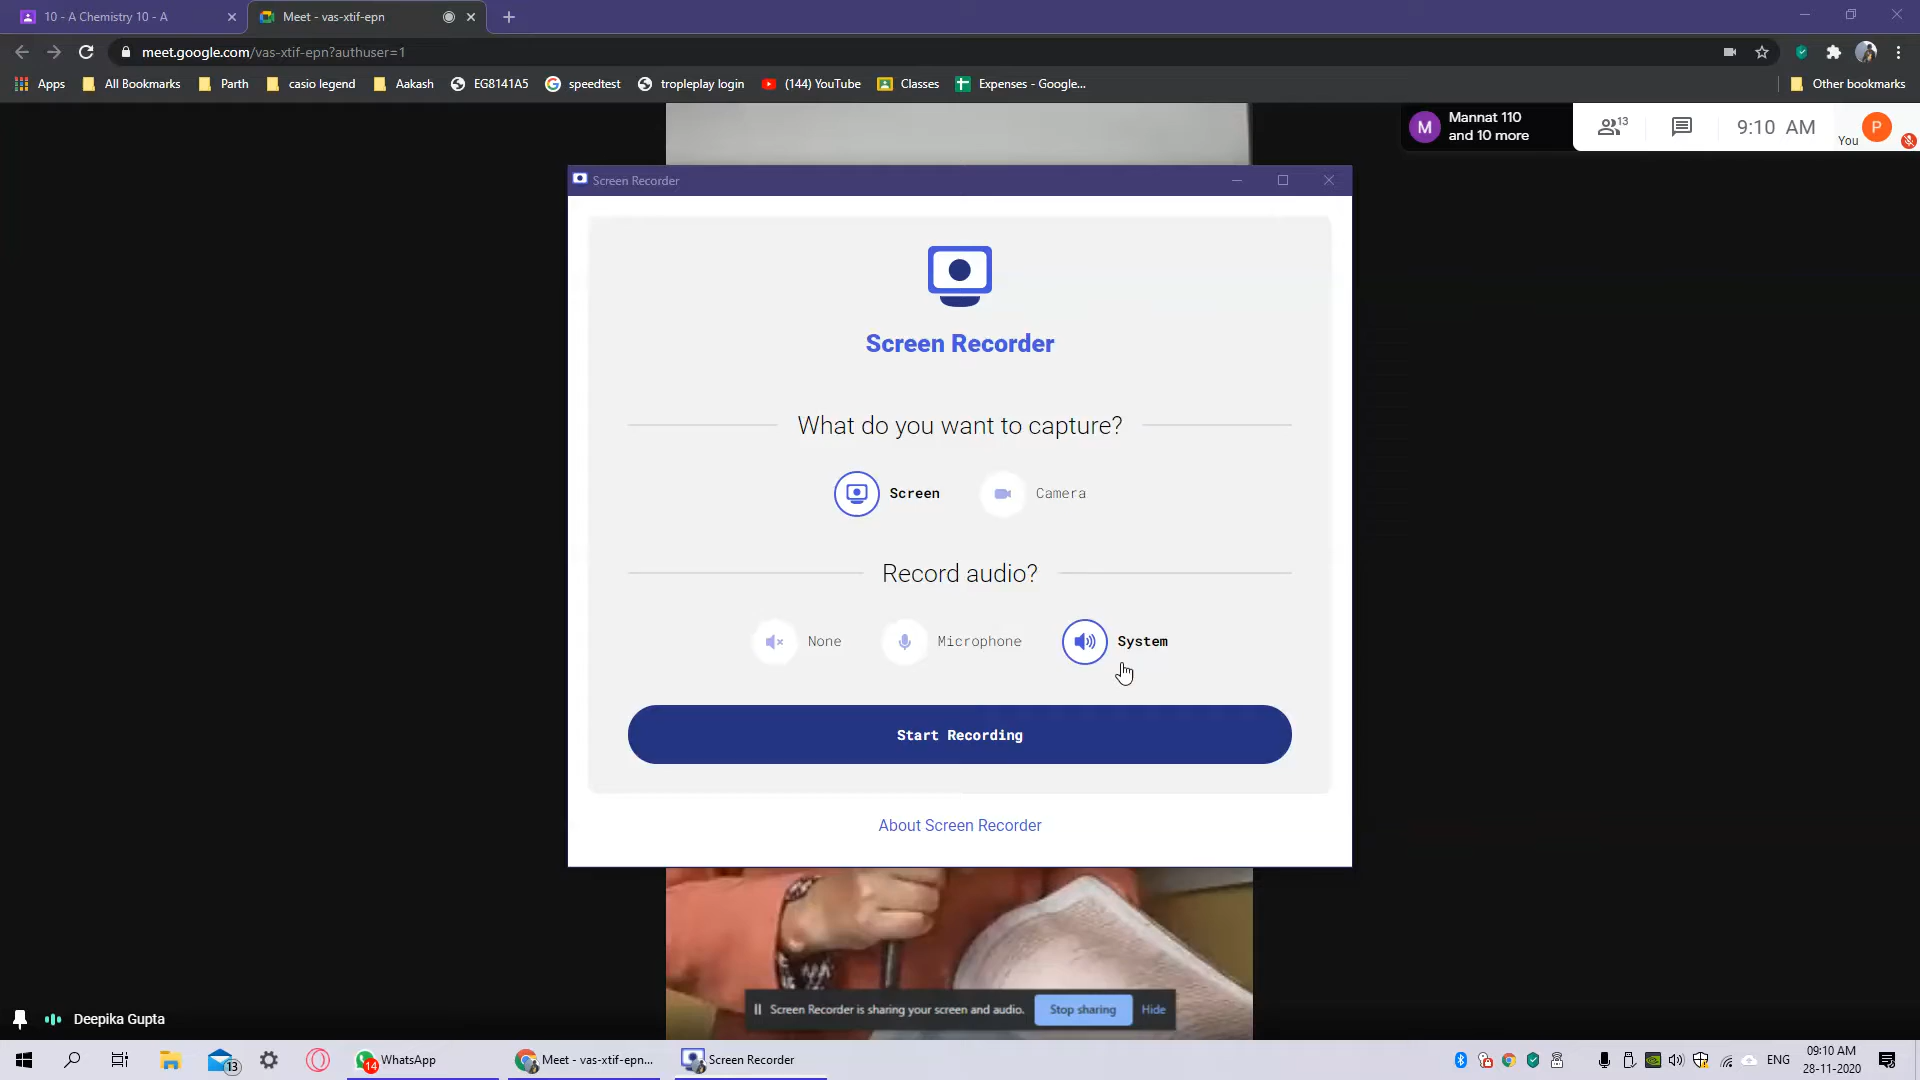 10 - A Chemistry 10 - A
Meet - vas-xtif-epn
meet.google.com/vas-xtif-epn?authuser=1
Apps
All Bookmarks
Parth
casio legend
Aakash
EG8141A5
speedtest
tropleplay login
(144) YouTube
Classes
Expenses - Google...
Other bookmarks
M
Mannat 110
and 10 more
13
9:10 AM
You
P
Screen Recorder
Screen Recorder
What do you want to capture?
Screen
Camera
Record audio?
None
Microphone
System
Start Recording
About Screen Recorder
Screen Recorder is sharing your screen and audio.
Stop sharing
Hide
Deepika Gupta
13
14
WhatsApp
Meet - vas-xtif-epn...
Screen Recorder
ENG
09:10 AM
28-11-2020